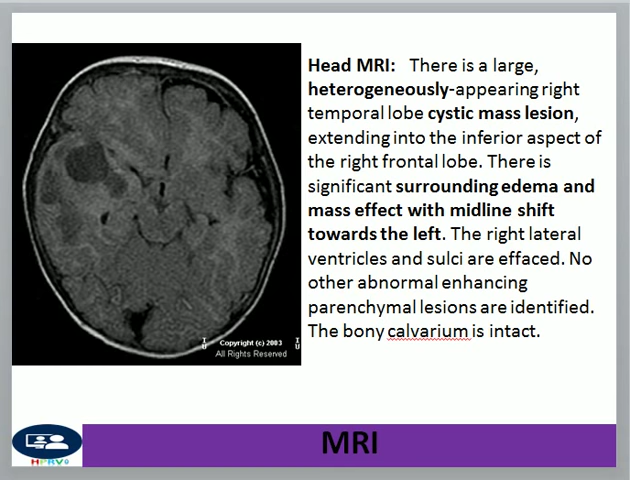 Head MRI: There is a large,
heterogeneously-appearing right
temporal lobe cystic mass lesion,
extending into the inferior aspect of
the right frontal lobe. There is
significant surrounding edema and
mass effect with midline shift
towards the left. The right lateral
ventricles and sulci are effaced. No
other abnormal enhancing
parenchymal lesions are identified.
The bony calvarium is intact.
I I
U Copyright (c) 2003 U
All Rights Reserved
MRI
HPRV